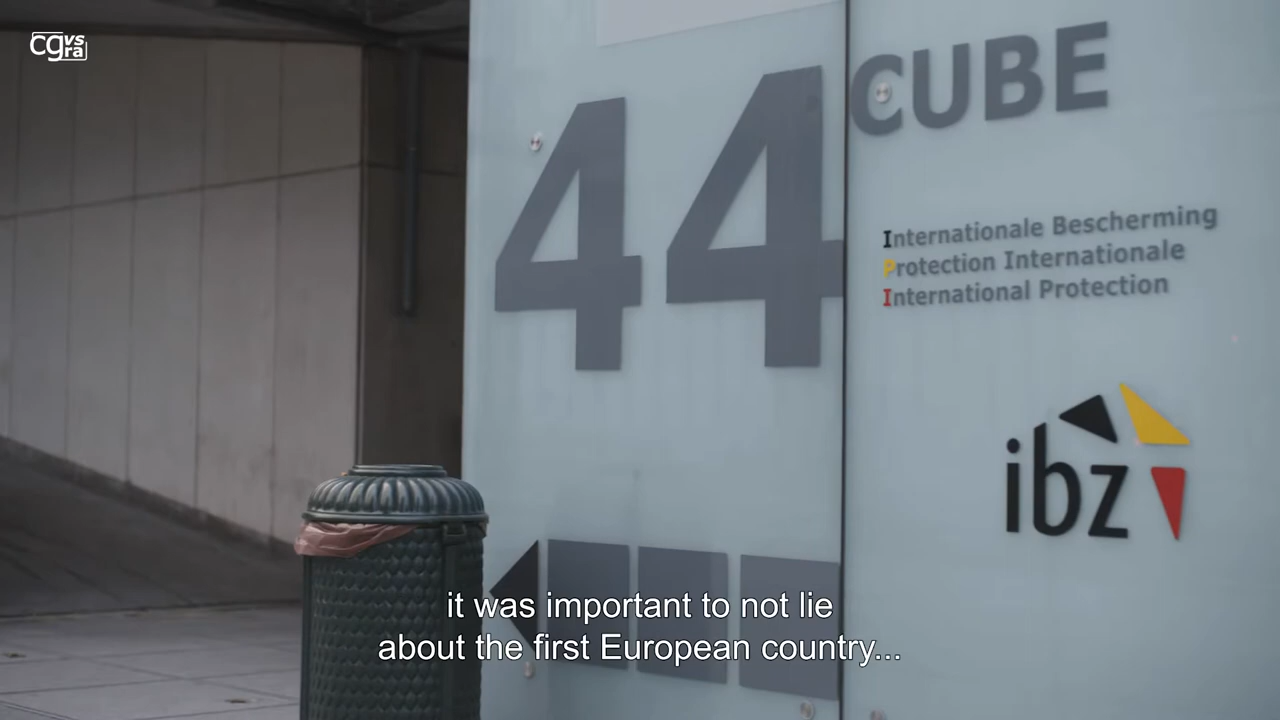 cgvs
ra
44
CUBE
Internationale Bescherming
Protection Internationale
International Protection
ibz
it was important to not lie
about the first European country...